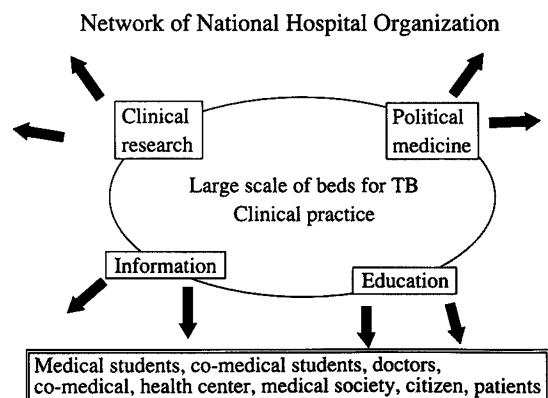 Network of National Hospital Organization
Clinical
research
Political
medicine
Large scale of beds for TB
Clinical practice
Information
Education
Medical students, co-medical students, doctors,
co-medical, health center, medical society, citizen, patients